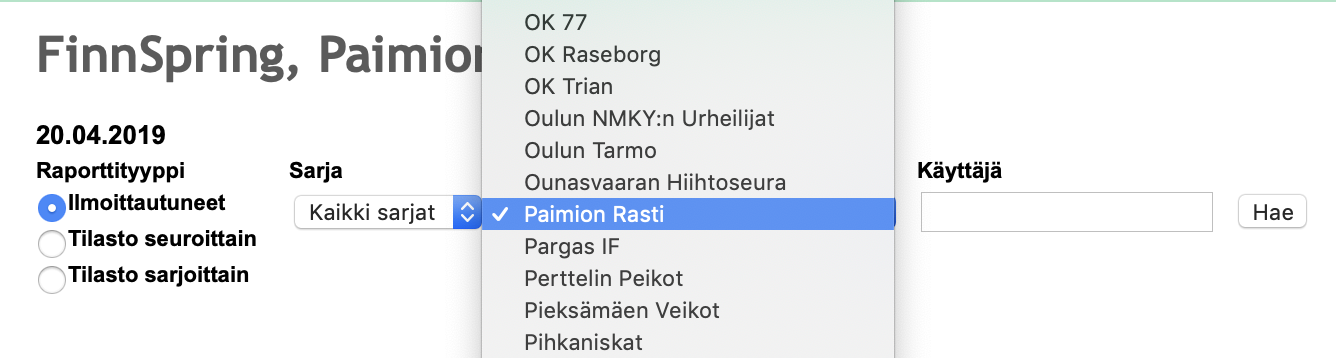 FinnSpring,
20.04.2019
Raporttityyppi
Ilmoittautuneet
Tilasto seuroittain
Tilasto sarjoittain
Sarja
Kaikki sarjat
OK 77
OK Raseborg
OK Trian
Oulun NMKY:n Urheilijat
Oulun Tarmo
Ounasvaaran Hiihtoseura
✓ Paimion Rasti
Pargas IF
Perttelin Peikot
Pieksämäen Veikot
Pihkaniskat
Käyttäjä
Hae